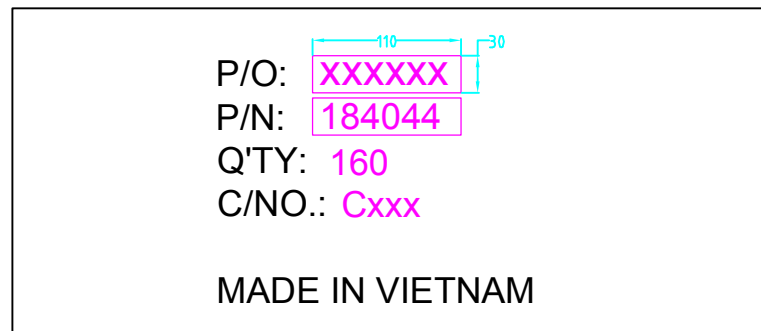 110
30
P/O: XXXXXX
P/N: 184044
Q'TY: 160
C/NO.: Cxxx
MADE IN VIETNAM